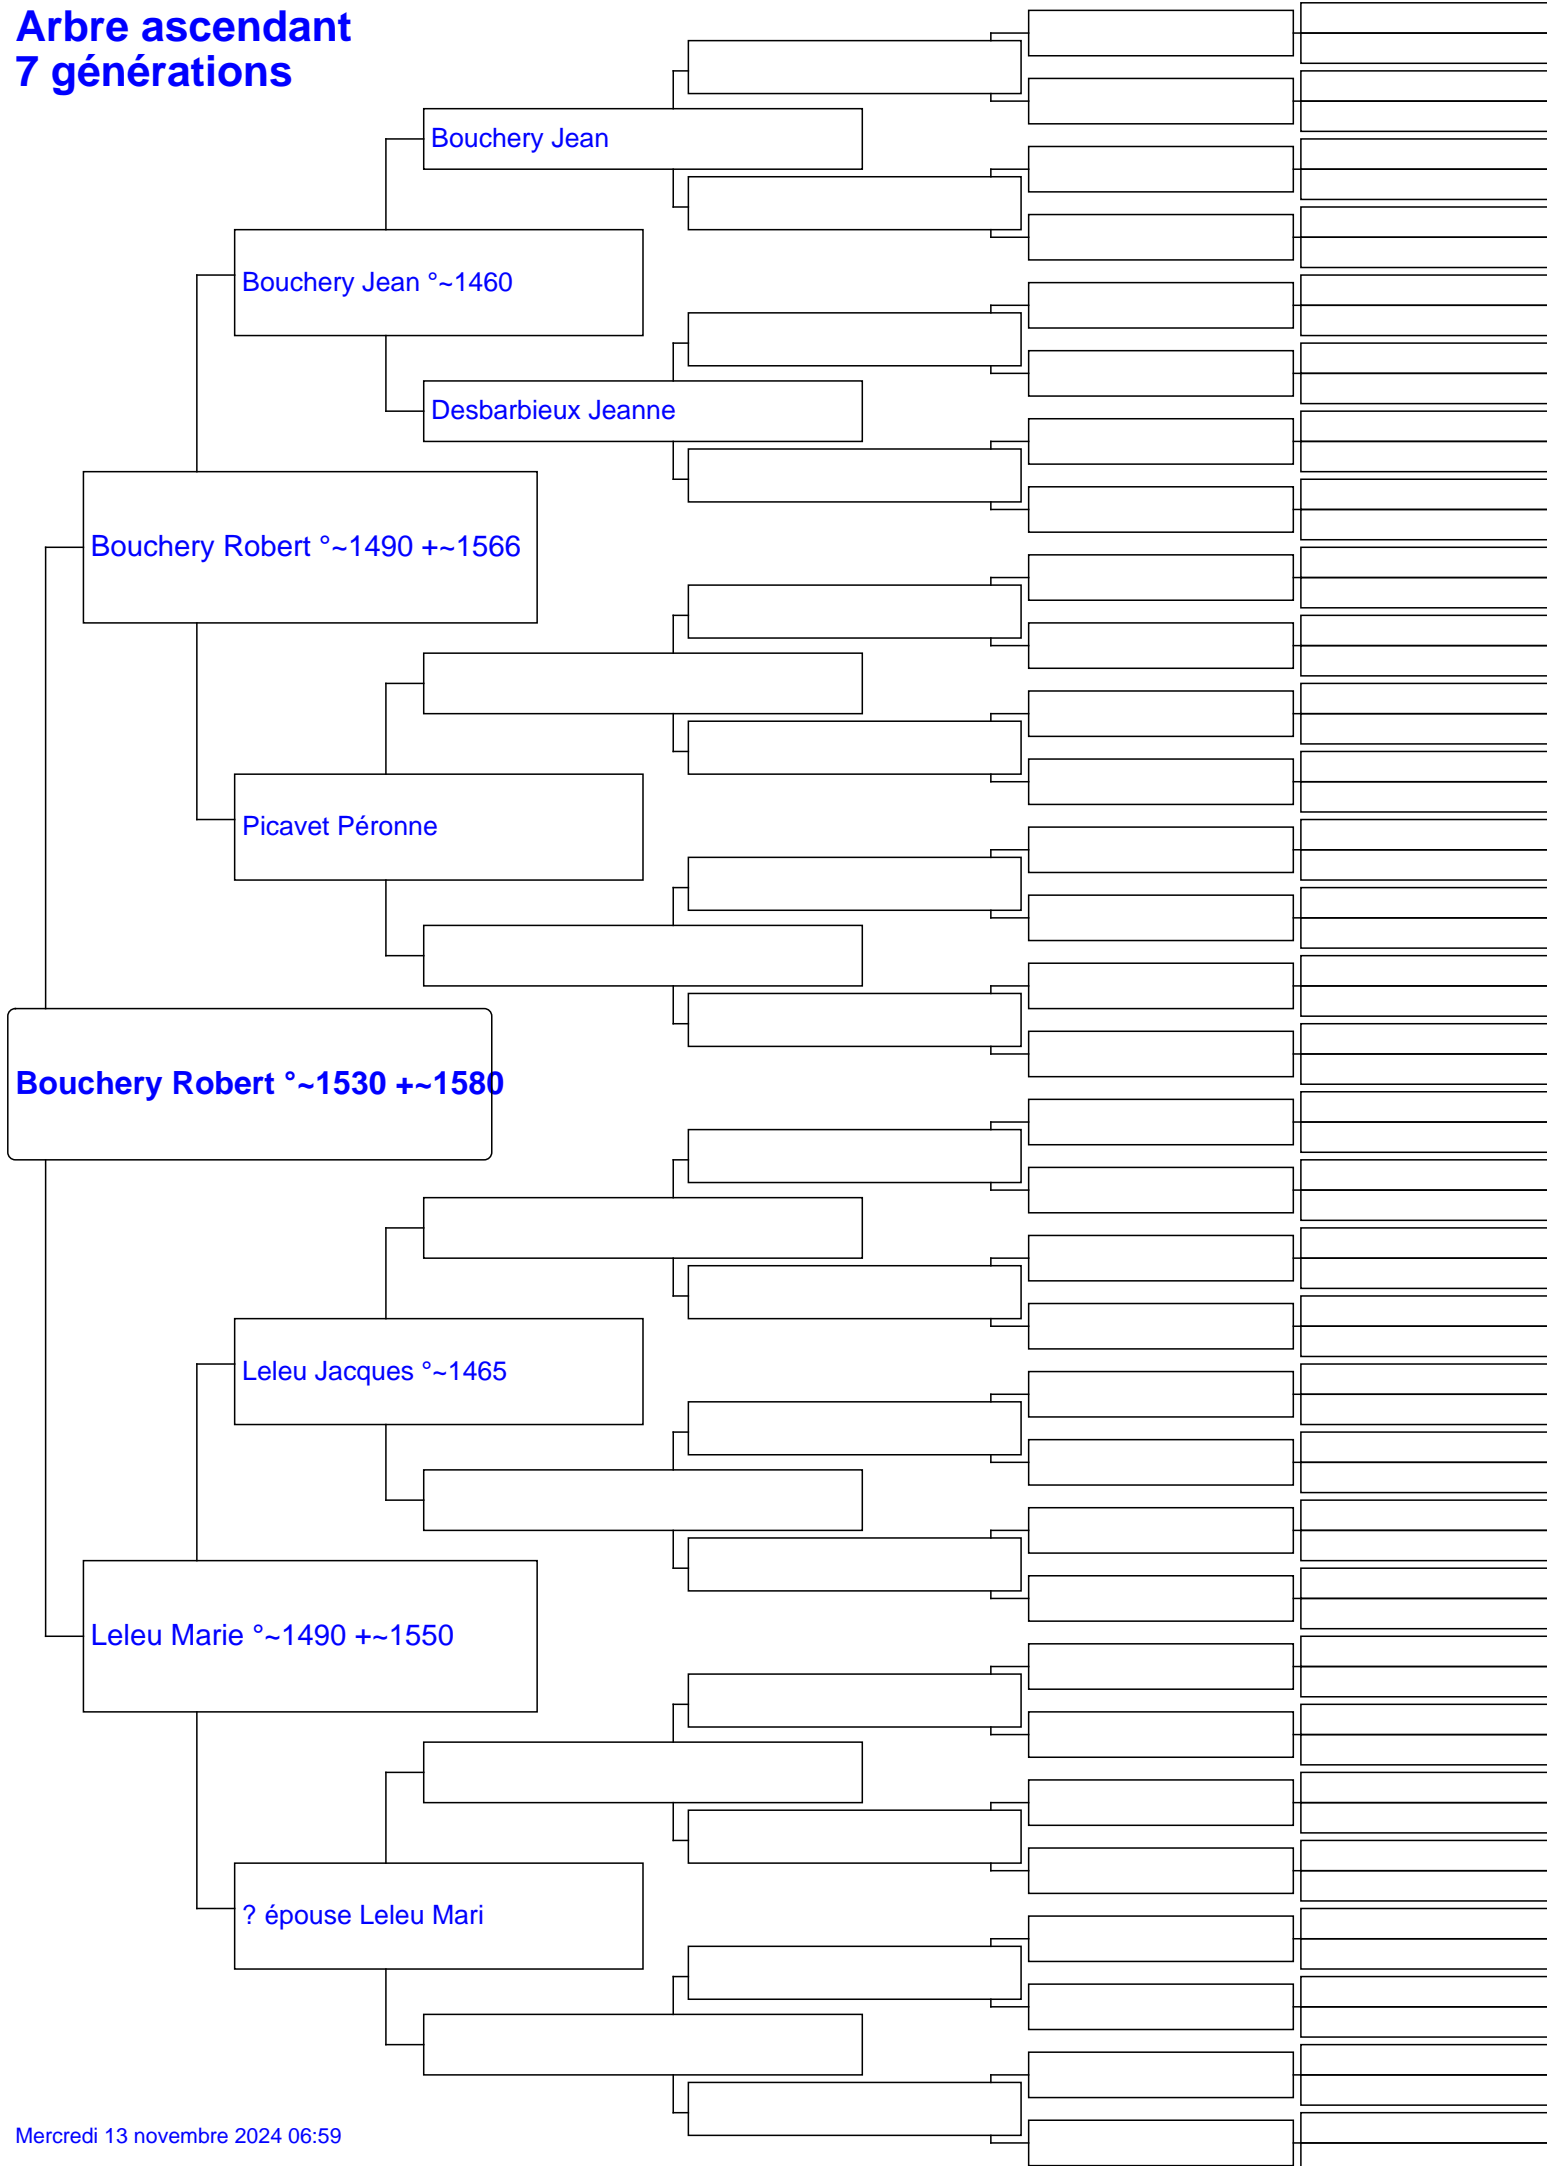 Arbre ascendant
7 générations
Bouchery Jean
Bouchery Jean °~1460
Desbarbieux Jeanne
Bouchery Robert °~1490 +~1566
Picavet Péronne
Bouchery Robert °~1530 +~1580
Leleu Jacques °~1465
Leleu Marie °~1490 +~1550
? épouse Leleu Mari
Mercredi 13 novembre 2024 06:59